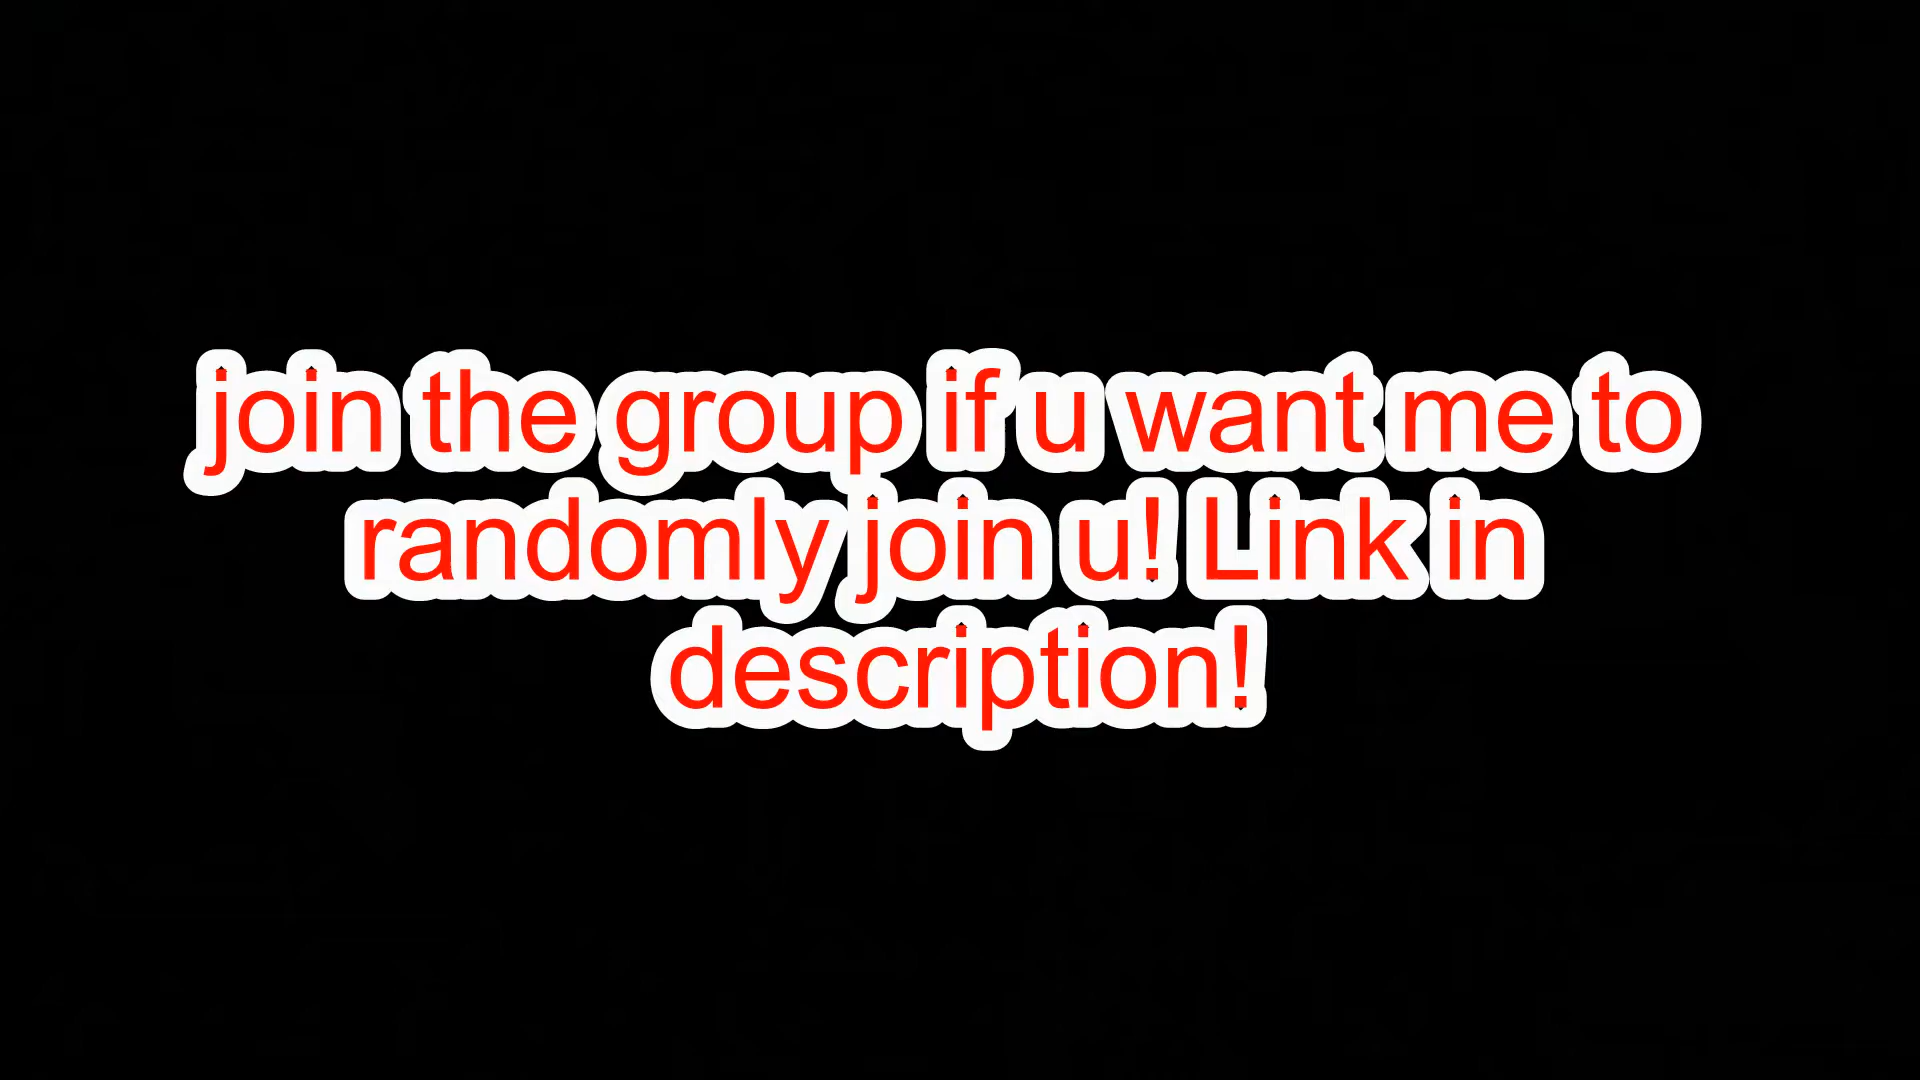 join the group if u want me to
randomly join u! Link in
description!